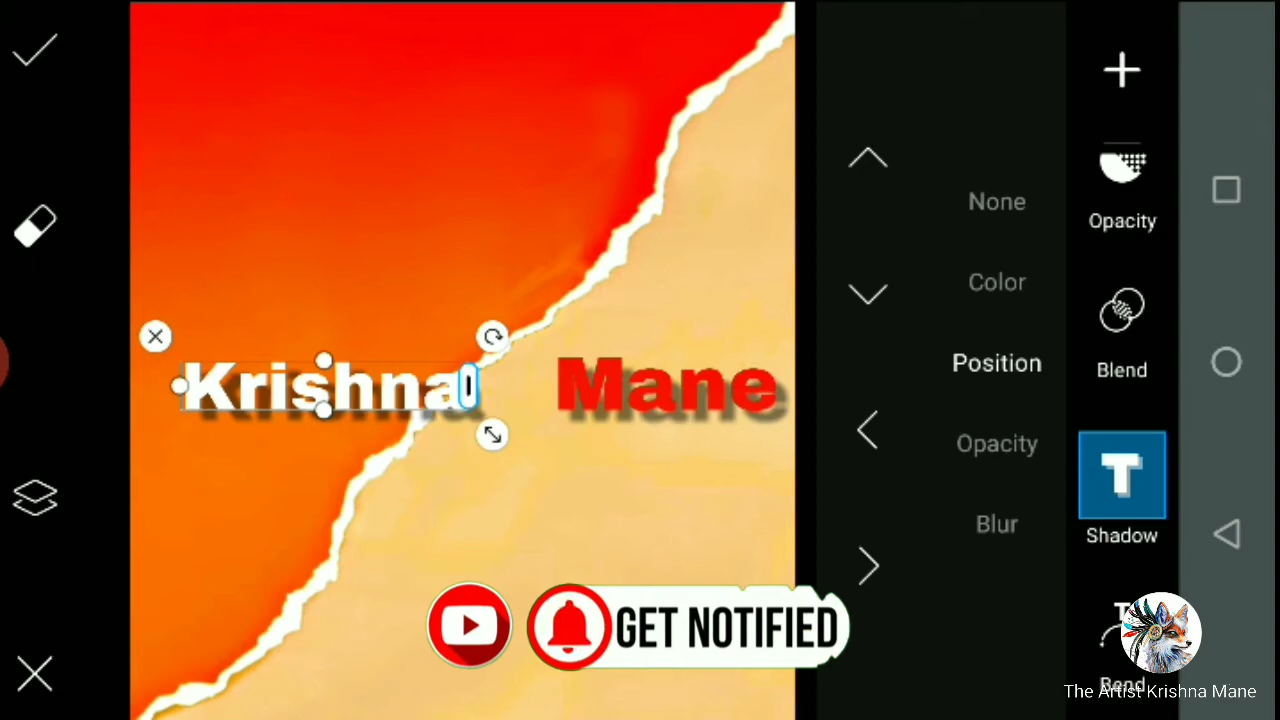 Krishna
Mane
None
Color
Position
Opacity
Blur
Opacity
Blend
T
Shadow
Bend
GET NOTIFIED
The Artist Krishna Mane